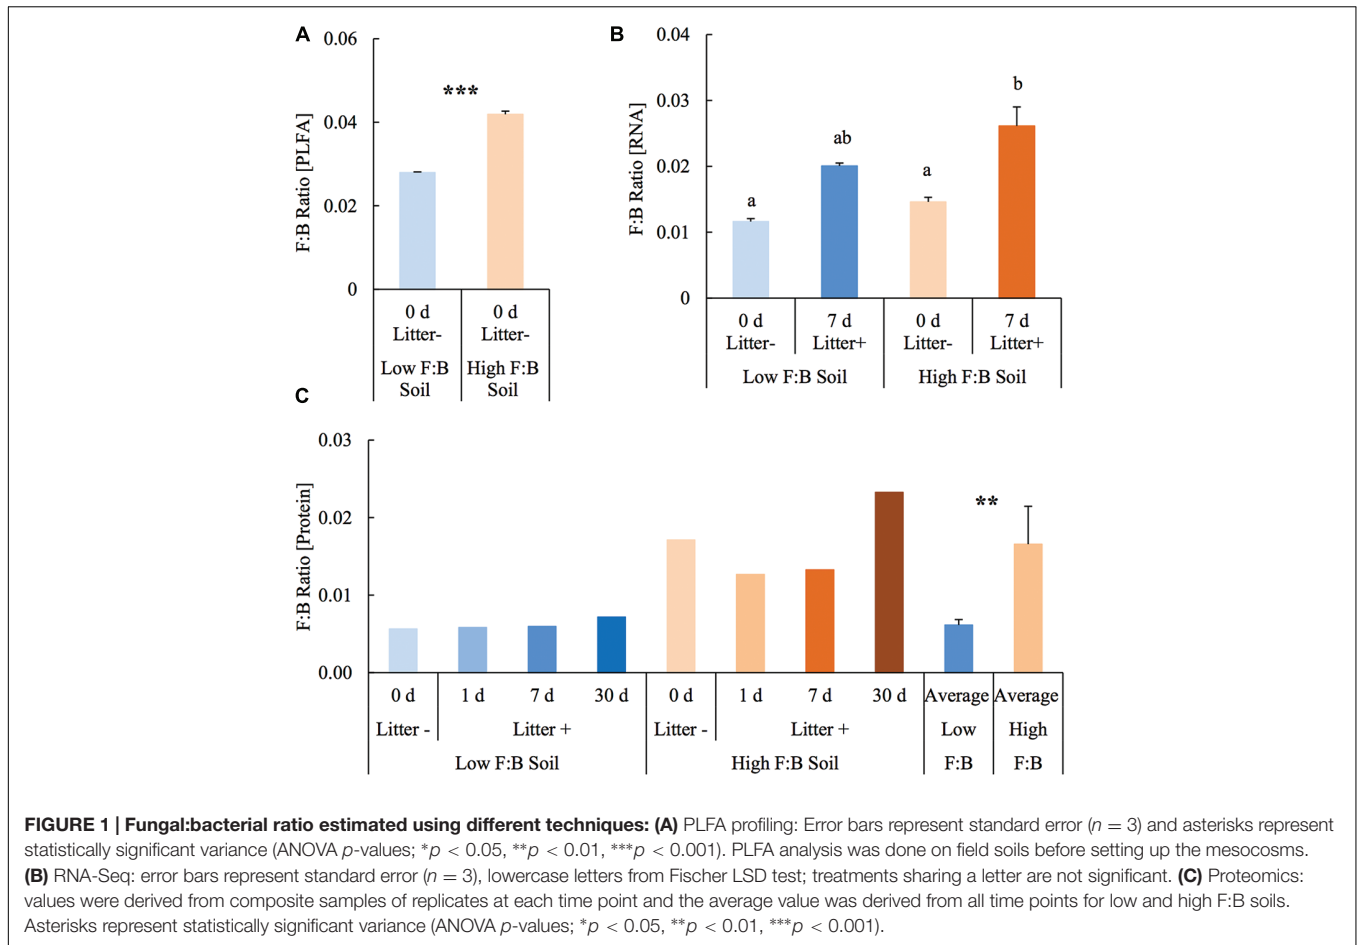 A
0.06
0.04
0.02
0
F:B Ratio [PLFA]
***
0 d
Litter-
0 d
Litter-
Low F:B
Soil
High F:B
Soil
B
0.04
0.03
0.02
0.01
0
F:B Ratio [RNA]
a
ab
a
b
0 d
Litter-
7 d
Litter+
0 d
Litter-
7 d
Litter+
Low F:B Soil
High F:B Soil
C
0.03
0.02
0.01
0.00
F:B Ratio [Protein]
**
0 d 1 d 7 d 30 d 0 d 1 d 7 d 30 d Average Average
Litter - Litter + Litter - Litter + Low High
Low F:B Soil High F:B Soil F:B F:B
FIGURE 1 | Fungal:bacterial ratio estimated using different techniques: (A) PLFA profiling: Error bars represent standard error (n = 3) and asterisks represent
statistically significant variance (ANOVA p-values; *p < 0.05, **p < 0.01, ***p < 0.001). PLFA analysis was done on field soils before setting up the mesocosms.
(B) RNA-Seq: error bars represent standard error (n = 3), lowercase letters from Fischer LSD test; treatments sharing a letter are not significant. (C) Proteomics:
values were derived from composite samples of replicates at each time point and the average value was derived from all time points for low and high F:B soils.
Asterisks represent statistically significant variance (ANOVA p-values; *p < 0.05, **p < 0.01, ***p < 0.001).